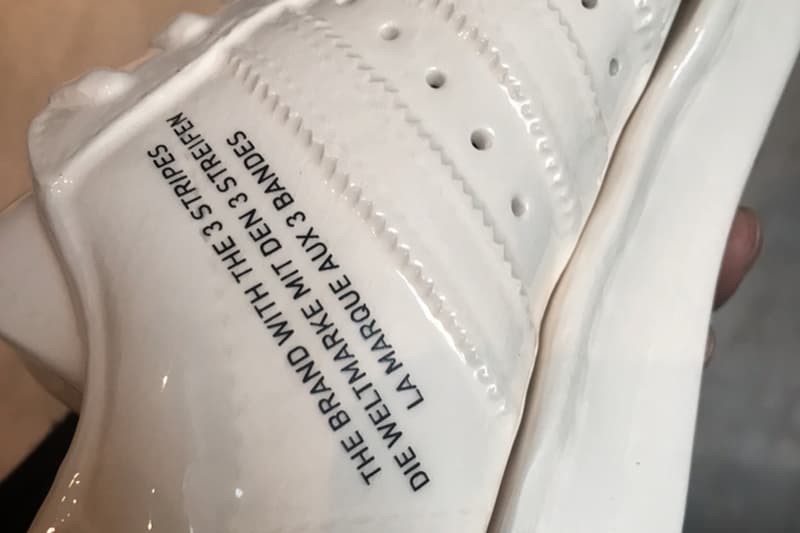 THE BRAND WITH THE 3 STRIPES
DIE WELTMARKE MIT DEN 3 STREIFEN
LA MARQUE AUX 3 BANDES